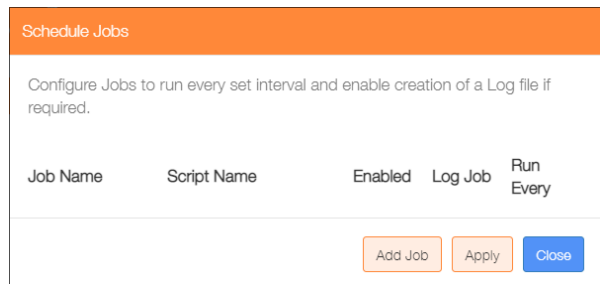 Schedule Jobs
Configure Jobs to run every set interval and enable creation of a Log file if
required.
Job Name Script Name Enabled Log Job Run
Every
Add Job Apply Close